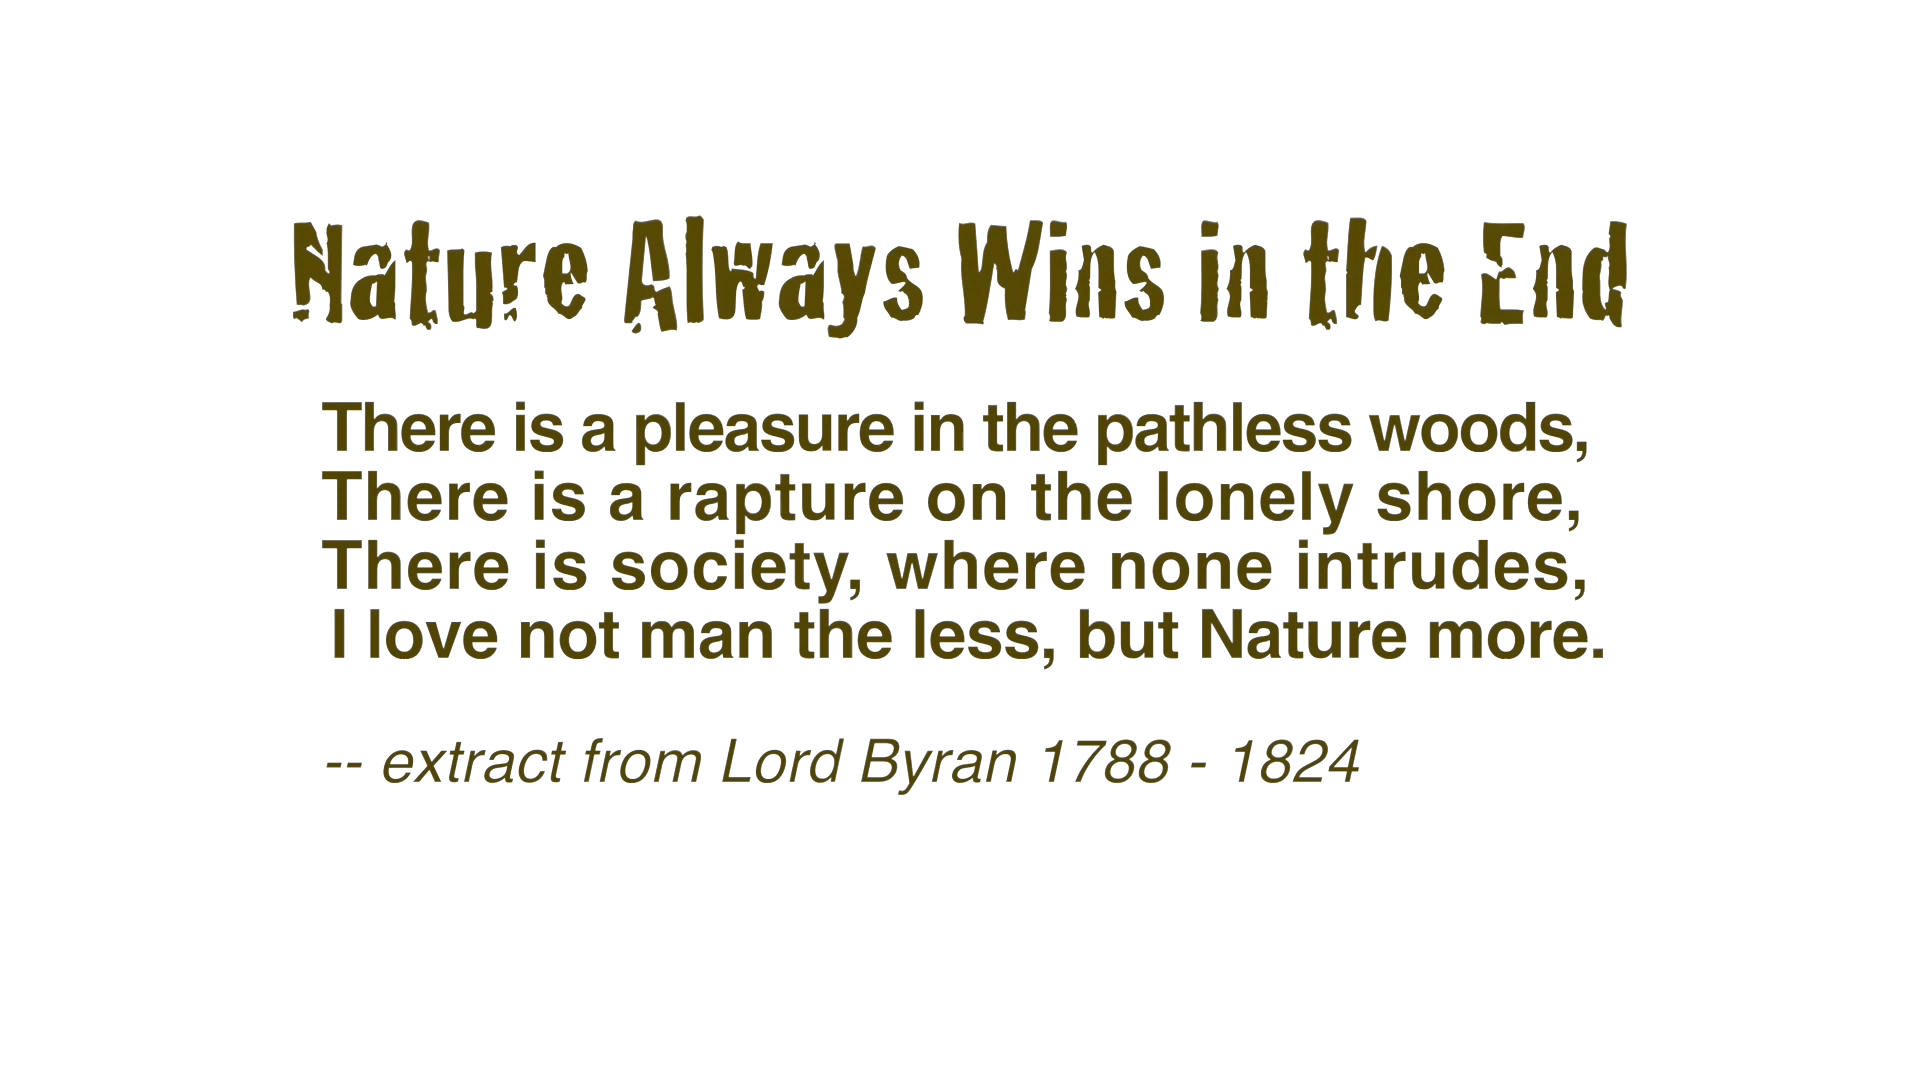 Nature Always Wins in the End
There is a pleasure in the pathless woods,
There is a rapture on the lonely shore,
There is society, where none intrudes,
I love not man the less, but Nature more.
-- extract from Lord Byran 1788 - 1824